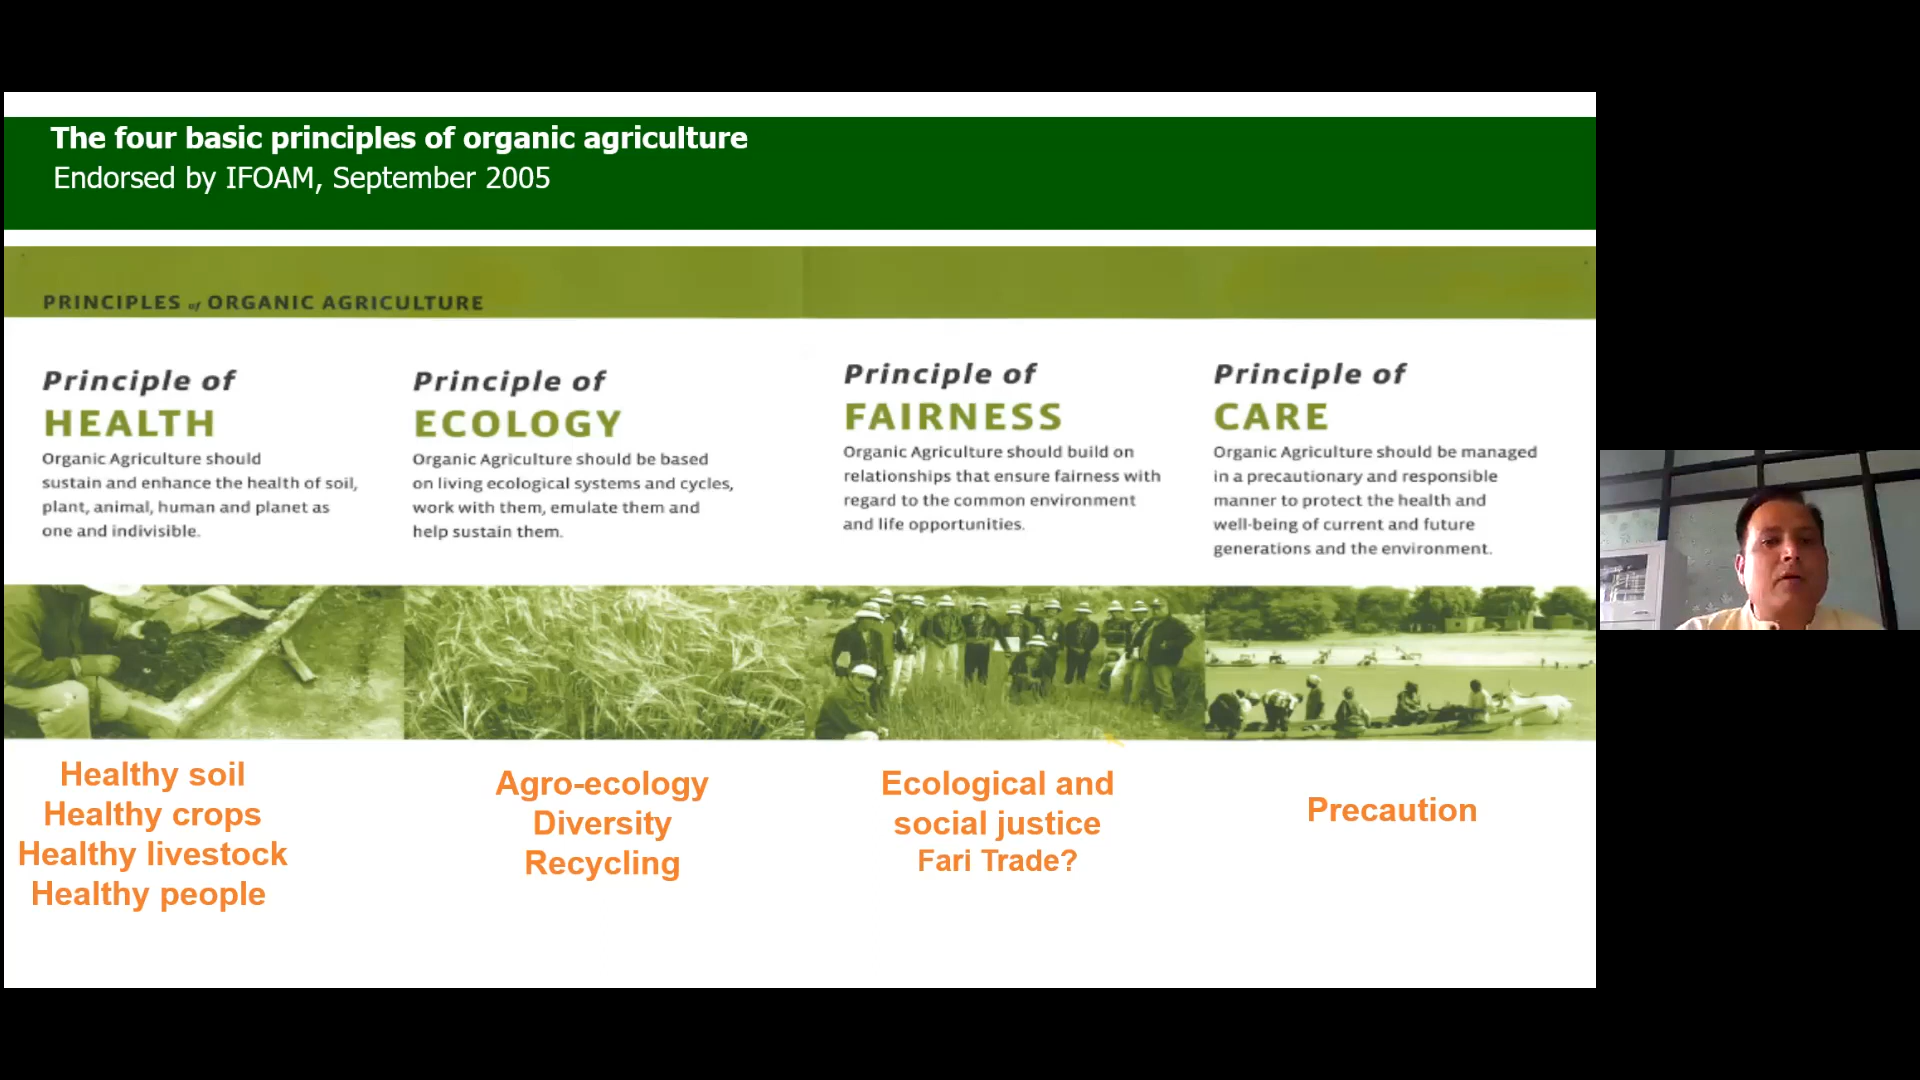 The four basic principles of organic agriculture
Endorsed by IFOAM, September 2005
PRINCIPLES of ORGANIC AGRICULTURE
Principle of
HEALTH
Organic Agriculture should
sustain and enhance the health of soil,
plant, animal, human and planet as
one and indivisible.
Principle of
ECOLOGY
Organic Agriculture should be based
on living ecological systems and cycles,
work with them, emulate them and
help sustain them.
Principle of
FAIRNESS
Organic Agriculture should build on
relationships that ensure fairness with
regard to the common environment
and life opportunities.
Principle of
CARE
Organic Agriculture should be managed
in a precautionary and responsible
manner to protect the health and
well-being of current and future
generations and the environment.
Healthy soil
Healthy crops
Healthy livestock
Healthy people
Agro-ecology
Diversity
Recycling
Ecological and
social justice
Fari Trade?
Precaution